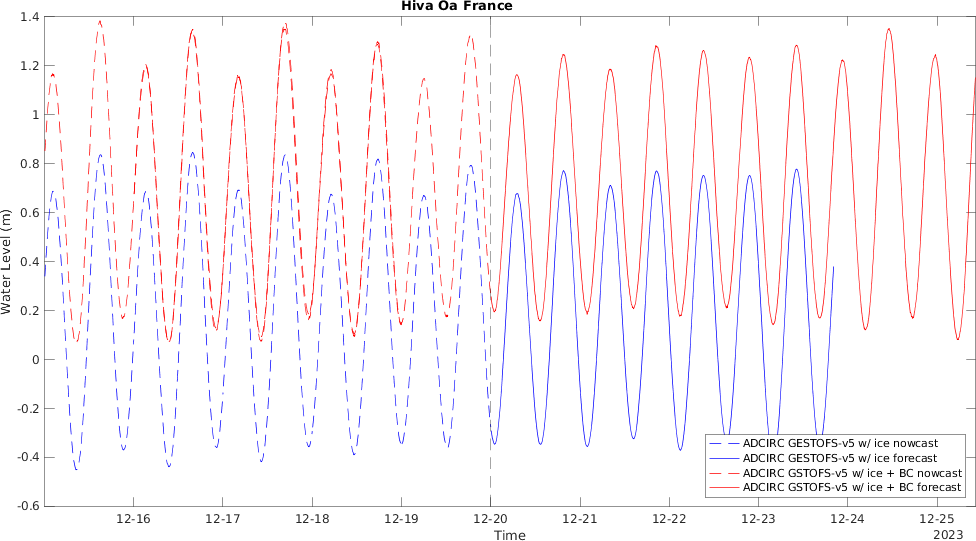 Hiva Oa France
1.4
1.2
1
0.8
0.6
0.4
0.2
0
-0.2
-0.4
-0.6
Water Level (m)
ADCIRC GESTOFS-v5 w/ ice nowcast
ADCIRC GESTOFS-v5 w/ ice forecast
ADCIRC GSTOFS-v5 w/ ice + BC nowcast
ADCIRC GSTOFS-v5 w/ ice + BC forecast
12-16 12-17 12-18 12-19 12-20 12-21 12-22 12-23 12-24 12-25
Time 2023